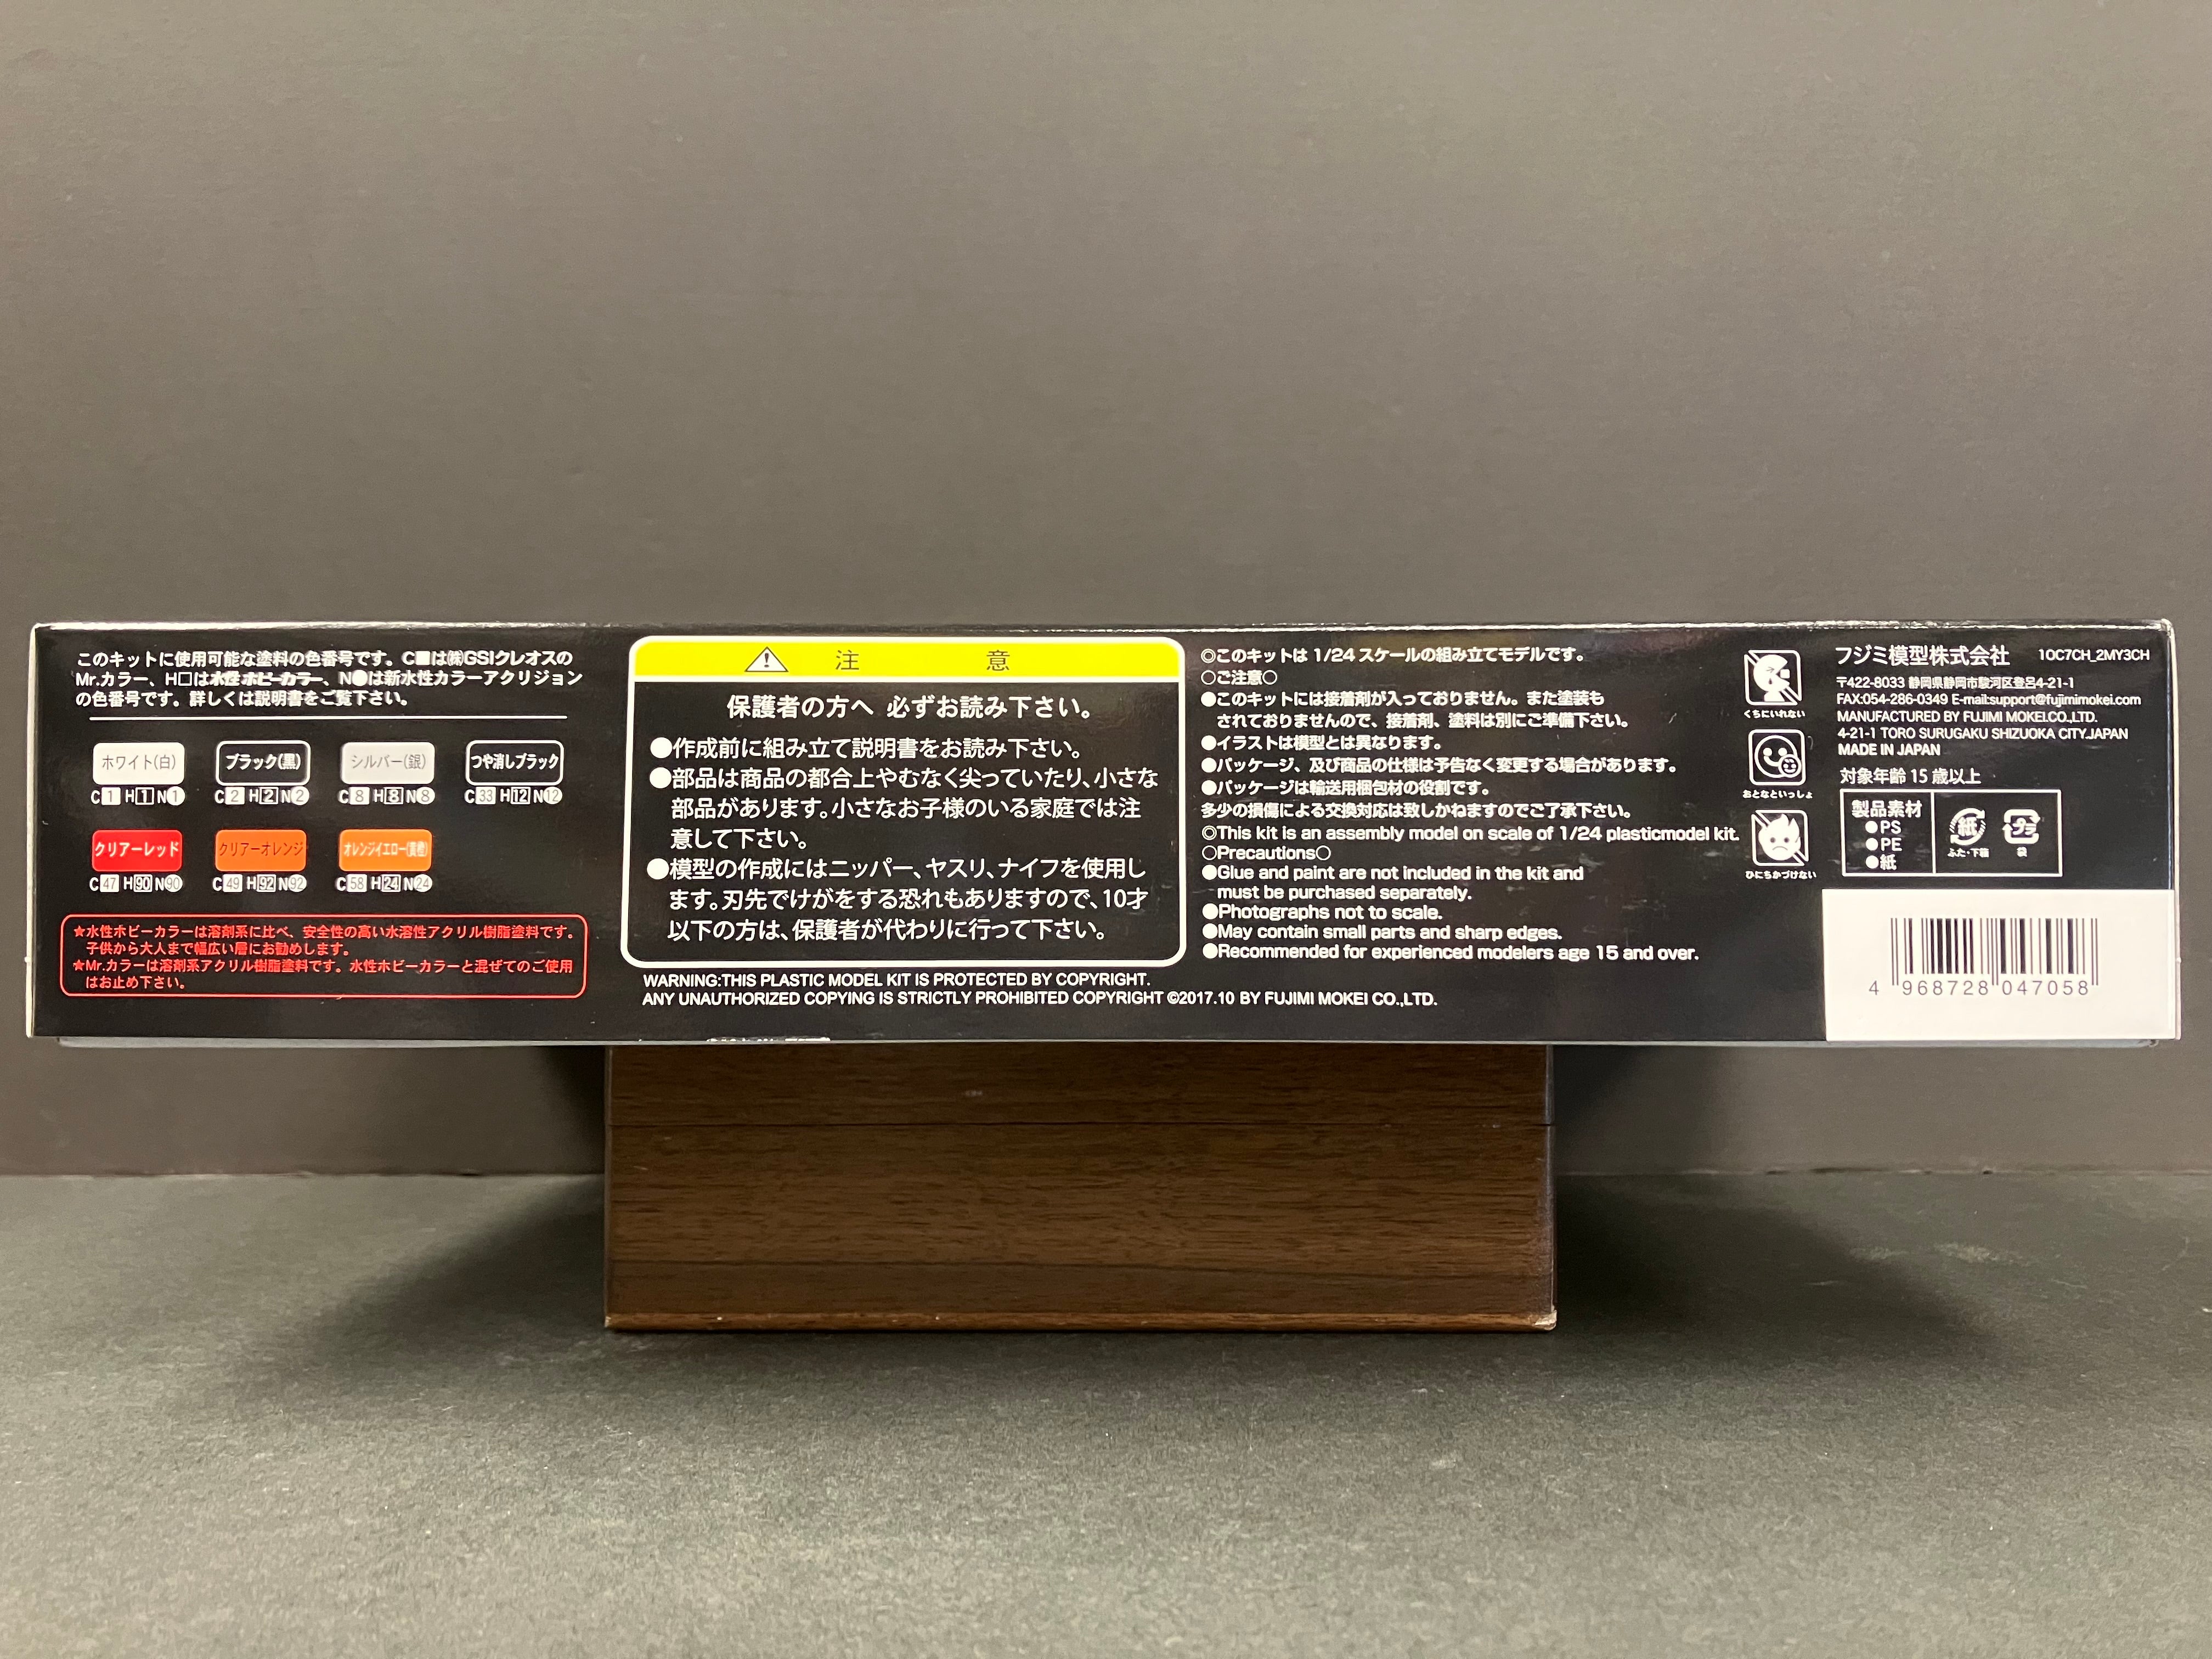 このキットに使用可能な塗料の色番号です。C■は㈱GSIクレオスの
Mr.カラー、H□は水性ホビーカラー、N●は新水性カラーアクリジョン
の色番号です。詳しくは説明書をご覧下さい。
ホワイト(白)
C1 H1 N1
ブラック(黒)
C2 H2 N2
シルバー(銀)
C8 H8 N8
つや消しブラック
C33 H12 N12
クリアーレッド
C47 H90 N90
クリアーオレンジ
C49 H92 N92
オレンジイエロー(黄橙)
C58 H24 N24
★水性ホビーカラーは溶剤系に比べ、安全性の高い水溶性アクリル樹脂塗料です。
子供から大人まで幅広い層にお勧めします。
★Mr.カラーは溶剤系アクリル樹脂塗料です。水性ホビーカラーと混ぜてのご使用
はお止め下さい。
注 意
保護者の方へ 必ずお読み下さい。
●作成前に組み立て説明書をお読み下さい。
●部品は商品の都合上やむなく尖っていたり、小さな
部品があります。小さなお子様のいる家庭では注
意して下さい。
●模型の作成にはニッパー、ヤスリ、ナイフを使用し
ます。刃先でけがをする恐れもありますので、10才
以下の方は、保護者が代わりに行って下さい。
WARNING:THIS PLASTIC MODEL KIT IS PROTECTED BY COPYRIGHT.
ANY UNAUTHORIZED COPYING IS STRICTLY PROHIBITED COPYRIGHT ©2017.10 BY FUJIMI MOKEI CO.,LTD.
◎このキットは 1/24 スケールの組み立てモデルです。
○ご注意○
●このキットには接着剤が入っておりません。また塗装も
されておりませんので、接着剤、塗料は別にご準備下さい。
●イラストは模型とは異なります。
●パッケージ、及び商品の仕様は予告なく変更する場合があります。
●パッケージは輸送用梱包材の役割です。
多少の損傷による交換対応は致しかねますのでご了承下さい。
◎This kit is an assembly model on scale of 1/24 plasticmodel kit.
○Precautions○
●Glue and paint are not included in the kit and
must be purchased separately.
●Photographs not to scale.
●May contain small parts and sharp edges.
●Recommended for experienced modelers age 15 and over.
くちにいれない
おとなといっしょ
ひにちかづけない
フジミ模型株式会社 10C7CH_2MY3CH
〒422-8033 静岡県静岡市駿河区登呂4-21-1
FAX:054-286-0349 E-mail:support@fujimimokei.com
MANUFACTURED BY FUJIMI MOKEI.CO.,LTD.
4-21-1 TORO SURUGAKU SHIZUOKA CITY.JAPAN
MADE IN JAPAN
対象年齢 15 歳以上
製品素材
●PS
●PE
●紙
紙
ふた・下箱
プラ
袋
4 968728 047058